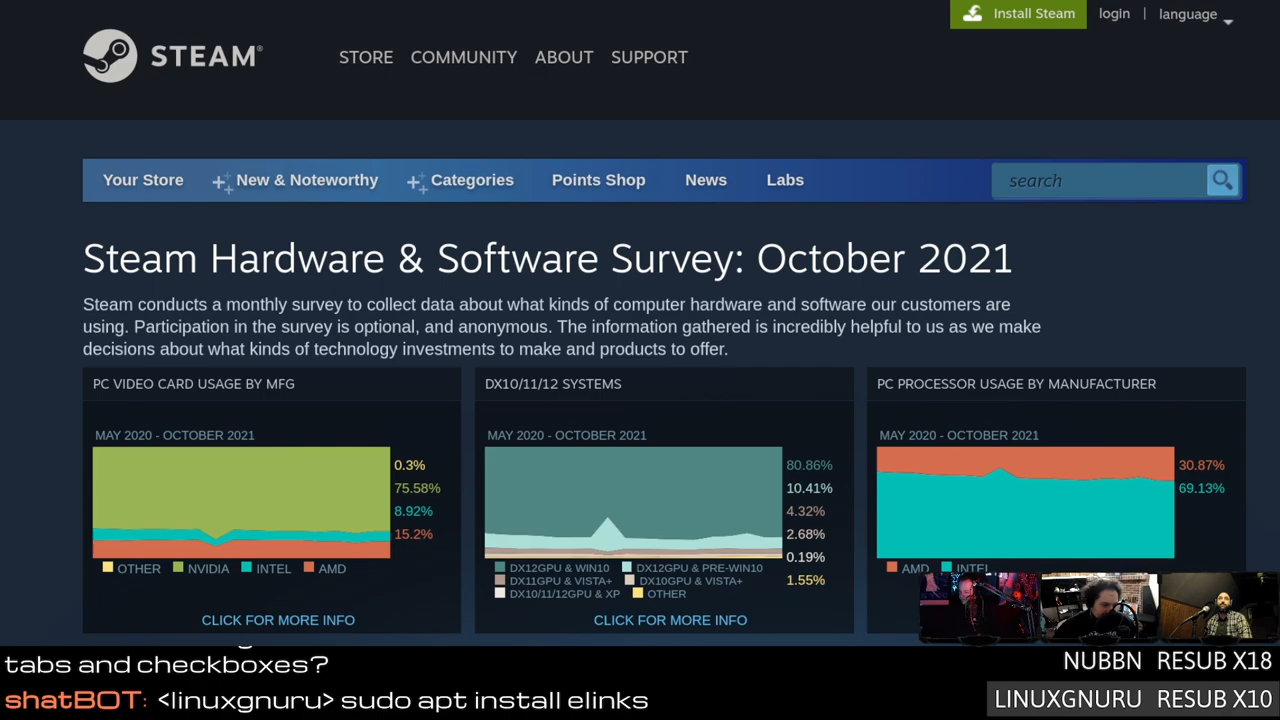 Install Steam login | language
STEAM®
STORE COMMUNITY ABOUT SUPPORT
Your Store New & Noteworthy Categories Points Shop News Labs search
Steam Hardware & Software Survey: October 2021
Steam conducts a monthly survey to collect data about what kinds of computer hardware and software our customers are
using. Participation in the survey is optional, and anonymous. The information gathered is incredibly helpful to us as we make
decisions about what kinds of technology investments to make and products to offer.
PC VIDEO CARD USAGE BY MFG
MAY 2020 - OCTOBER 2021
0.3%
75.58%
8.92%
15.2%
OTHER NVIDIA INTEL AMD
CLICK FOR MORE INFO
DX10/11/12 SYSTEMS
MAY 2020 - OCTOBER 2021
80.86%
10.41%
4.32%
2.68%
0.19%
1.55%
DX12GPU & WIN10 DX12GPU & PRE-WIN10
DX11GPU & VISTA+ DX10GPU & VISTA+
DX10/11/12GPU & XP OTHER
CLICK FOR MORE INFO
PC PROCESSOR USAGE BY MANUFACTURER
MAY 2020 - OCTOBER 2021
30.87%
69.13%
AMD INTEL
tabs and checkboxes?
shatBOT: <linuxgnuru> sudo apt install elinks
NUBBN RESUB X18
LINUXGNURU RESUB X10